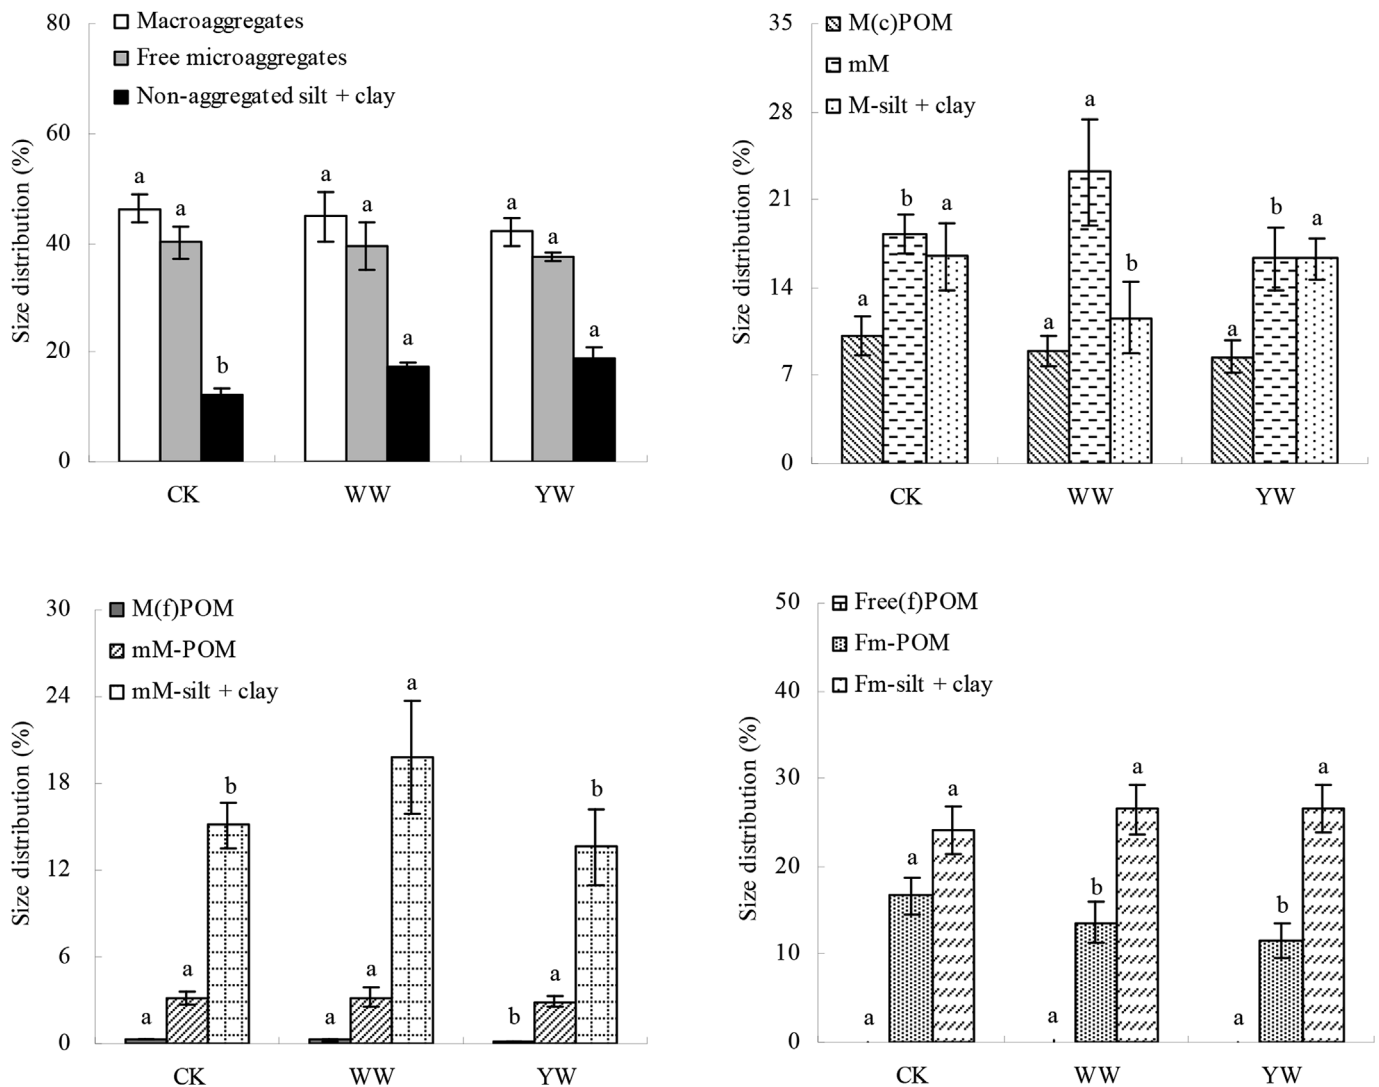 80
60
40
20
0
Size distribution (%)
Macroaggregates
Free microaggregates
Non-aggregated silt + clay
a
a
b
a
a
a
a
a
a
CK
WW
YW
35
28
21
14
7
0
Size distribution (%)
M(c)POM
mM
M-silt + clay
a
b
a
a
a
b
a
b
a
CK
WW
YW
30
24
18
12
6
0
Size distribution (%)
M(f)POM
mM-POM
mM-silt + clay
a
a
b
a
a
a
b
a
b
CK
WW
YW
50
40
30
20
10
0
Size distribution (%)
Free(f)POM
Fm-POM
Fm-silt + clay
a
a
a
a
b
a
a
b
a
CK
WW
YW